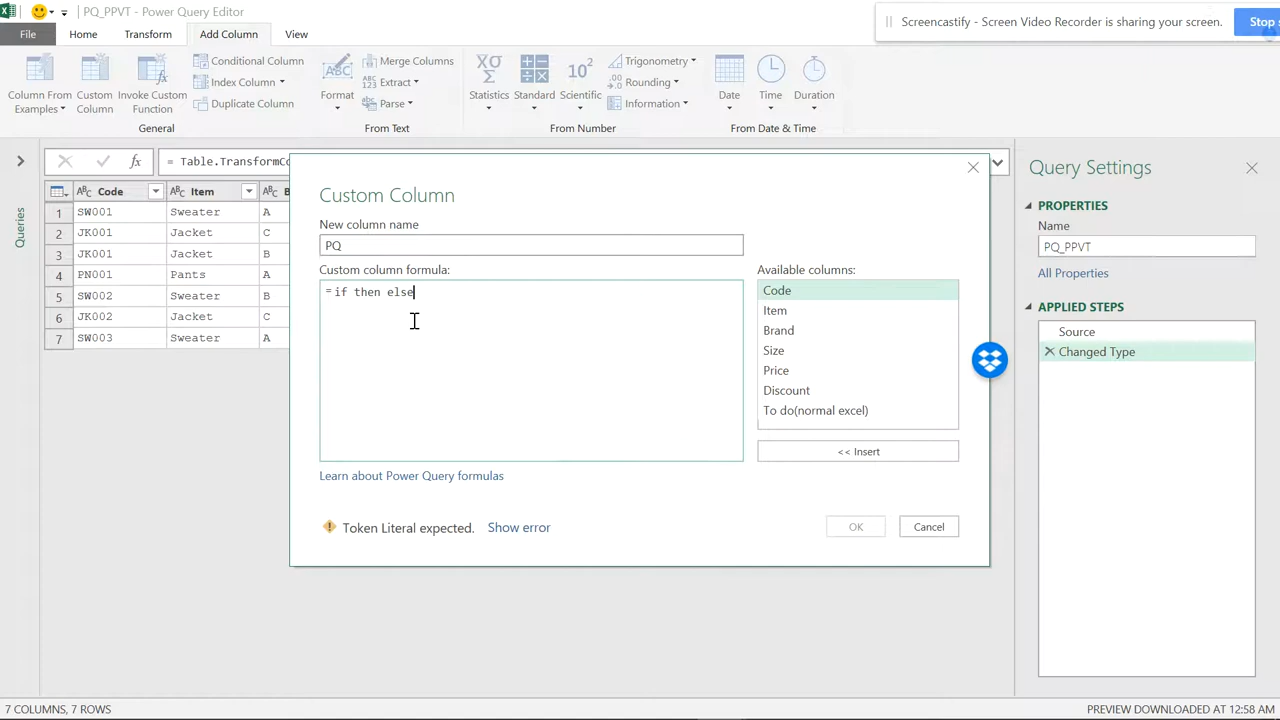 PQ_PPVT - Power Query Editor
Screencastify - Screen Video Recorder is sharing your screen.
Stop s
File
Home
Transform
Add Column
View
Column From
Examples
Custom
Column
Invoke Custom
Function
Conditional Column
Index Column
Duplicate Column
General
Format
Merge Columns
Extract
Parse
From Text
Statistics
Standard
Scientific
Trigonometry
Rounding
Information
From Number
Date
Time
Duration
From Date & Time
fx
= Table.TransformCo
Queries
Code
Item
B
1 SW001 Sweater A
2 JK001 Jacket C
3 JK001 Jacket B
4 PN001 Pants A
5 SW002 Sweater B
6 JK002 Jacket C
7 SW003 Sweater A
Custom Column
New column name
PQ
Custom column formula:
=if then else
Available columns:
Code
Item
Brand
Size
Price
Discount
To do(normal excel)
<< Insert
Learn about Power Query formulas
Token Literal expected. Show error
OK
Cancel
Query Settings
PROPERTIES
Name
PQ_PPVT
All Properties
APPLIED STEPS
Source
Changed Type
7 COLUMNS, 7 ROWS
PREVIEW DOWNLOADED AT 12:58 AM